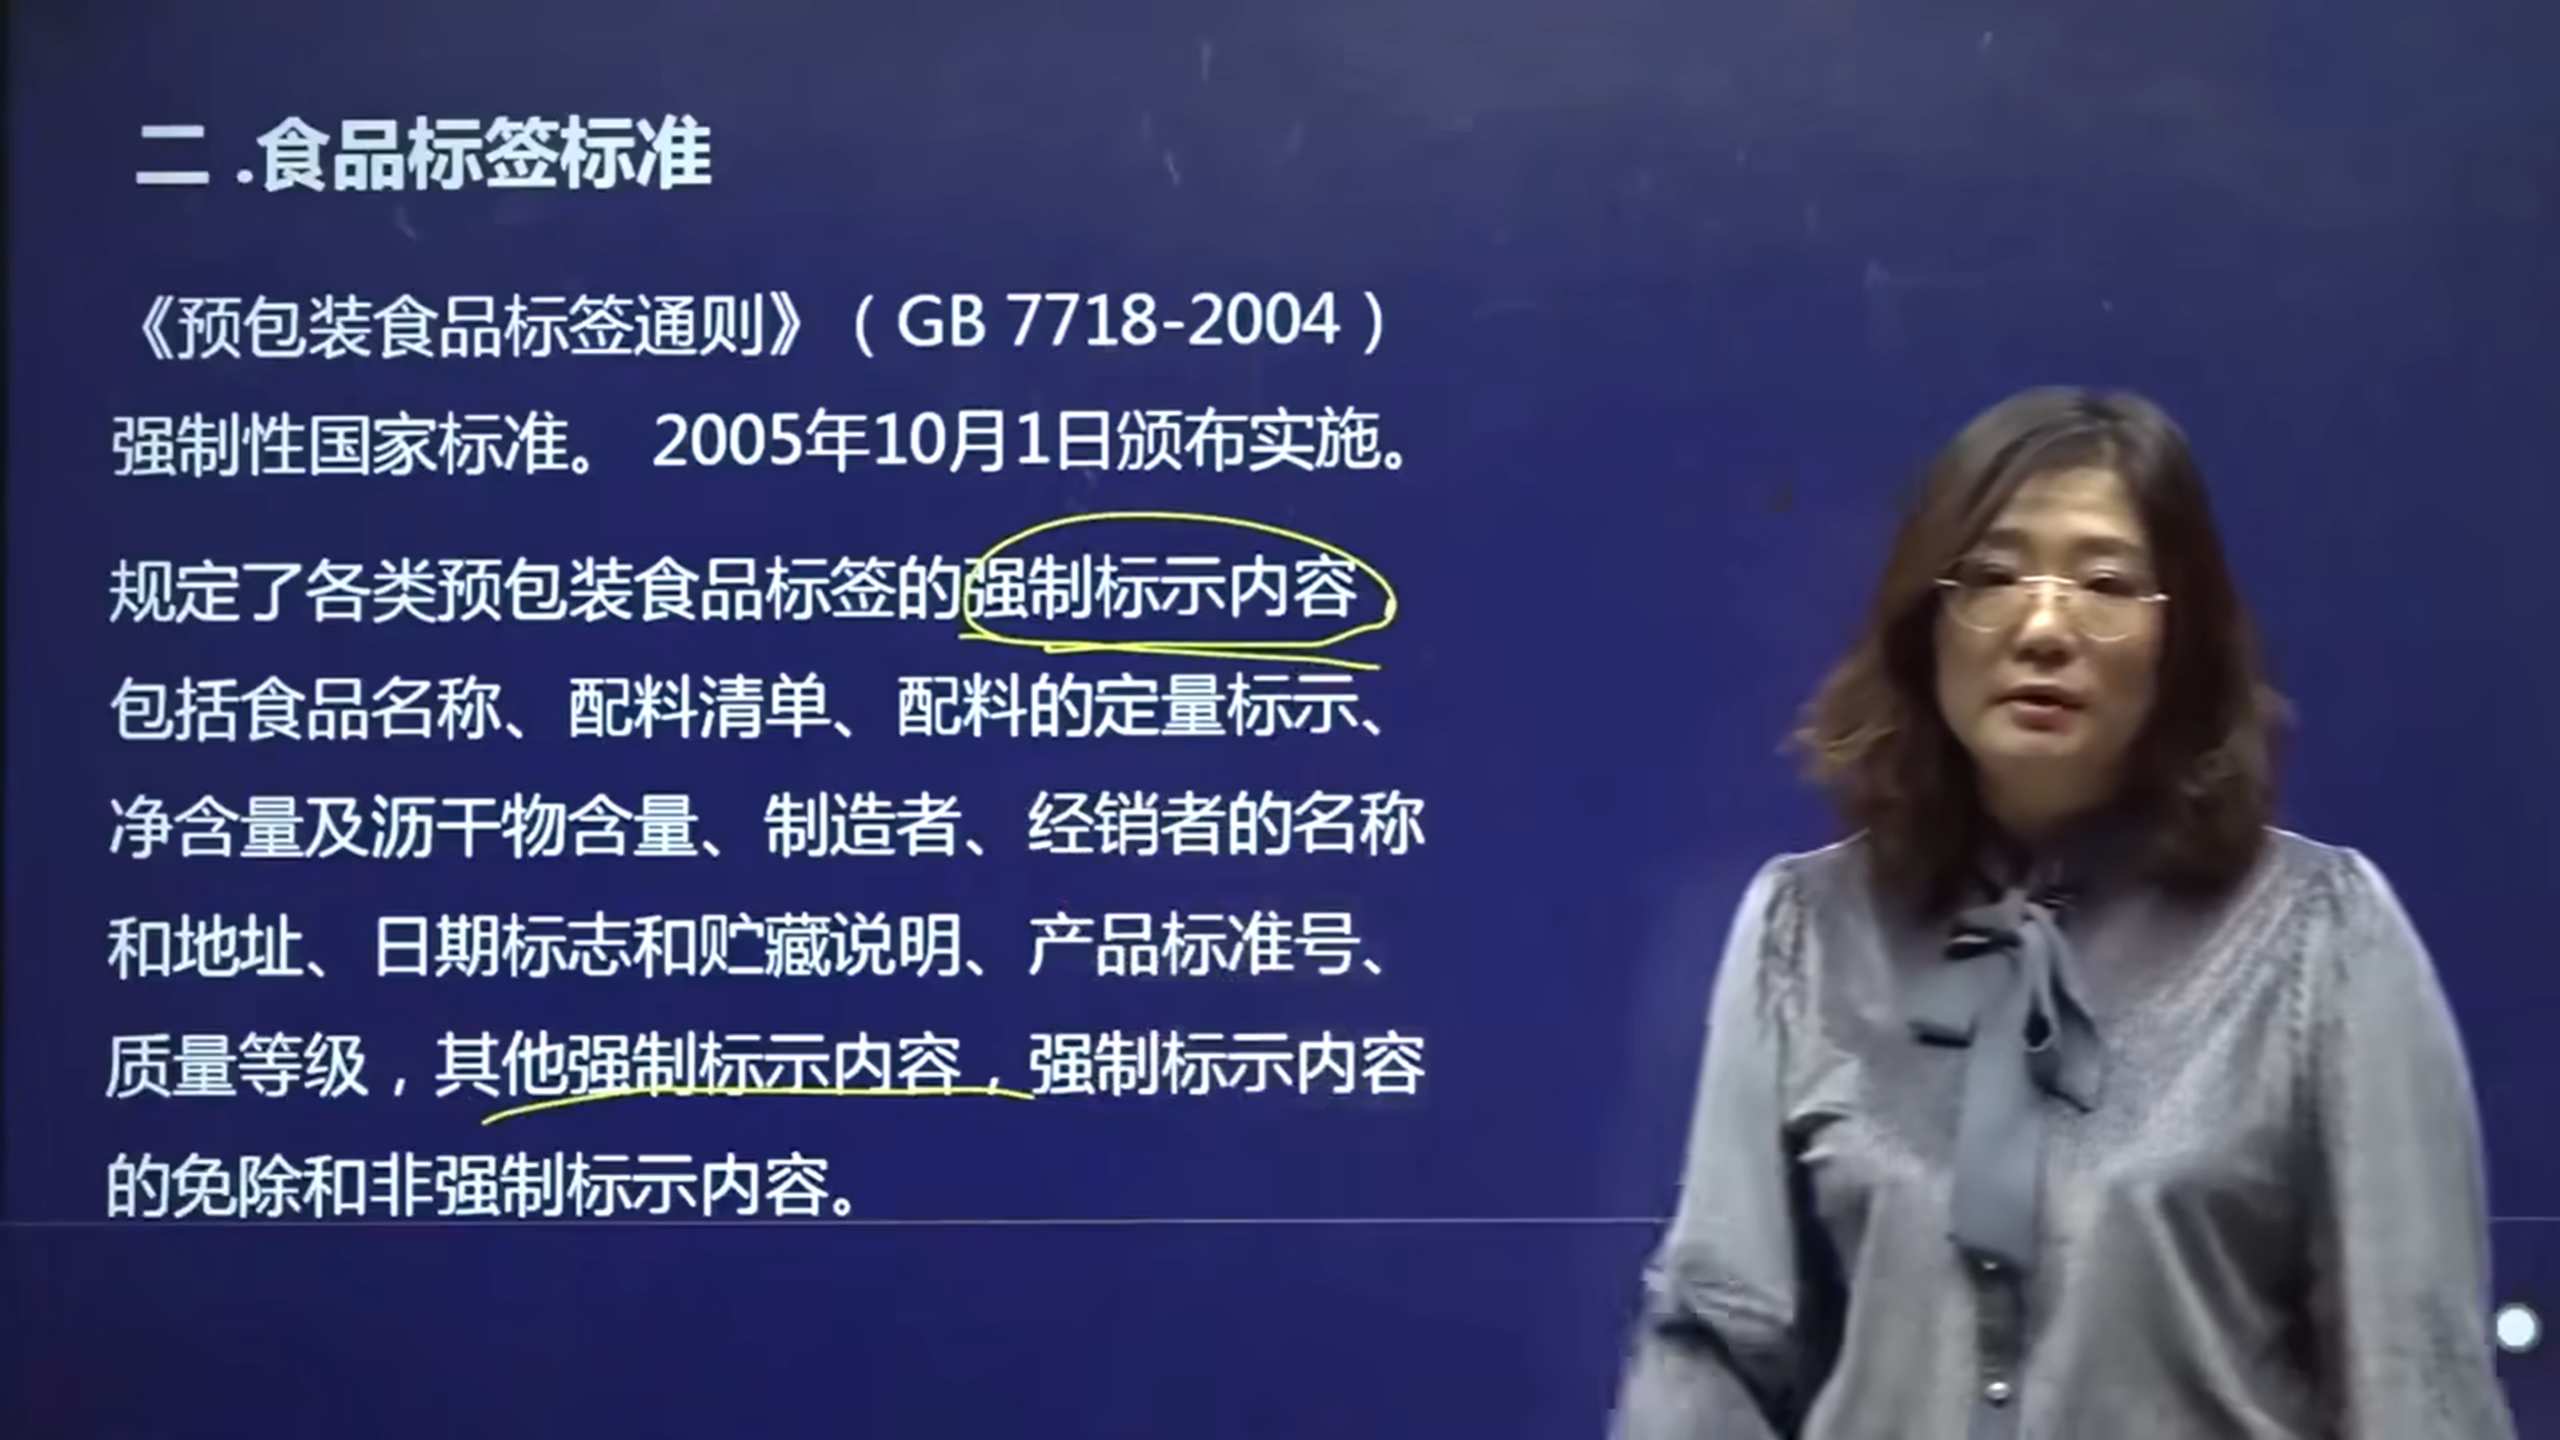 二.食品标签标准
《预包装食品标签通则》（GB 7718-2004）
强制性国家标准。 2005年10月1日颁布实施。
规定了各类预包装食品标签的强制标示内容，
包括食品名称、配料清单、配料的定量标示、
净含量及沥干物含量、制造者、经销者的名称
和地址、日期标志和贮藏说明、产品标准号、
质量等级，其他强制标示内容，强制标示内容
的免除和非强制标示内容。